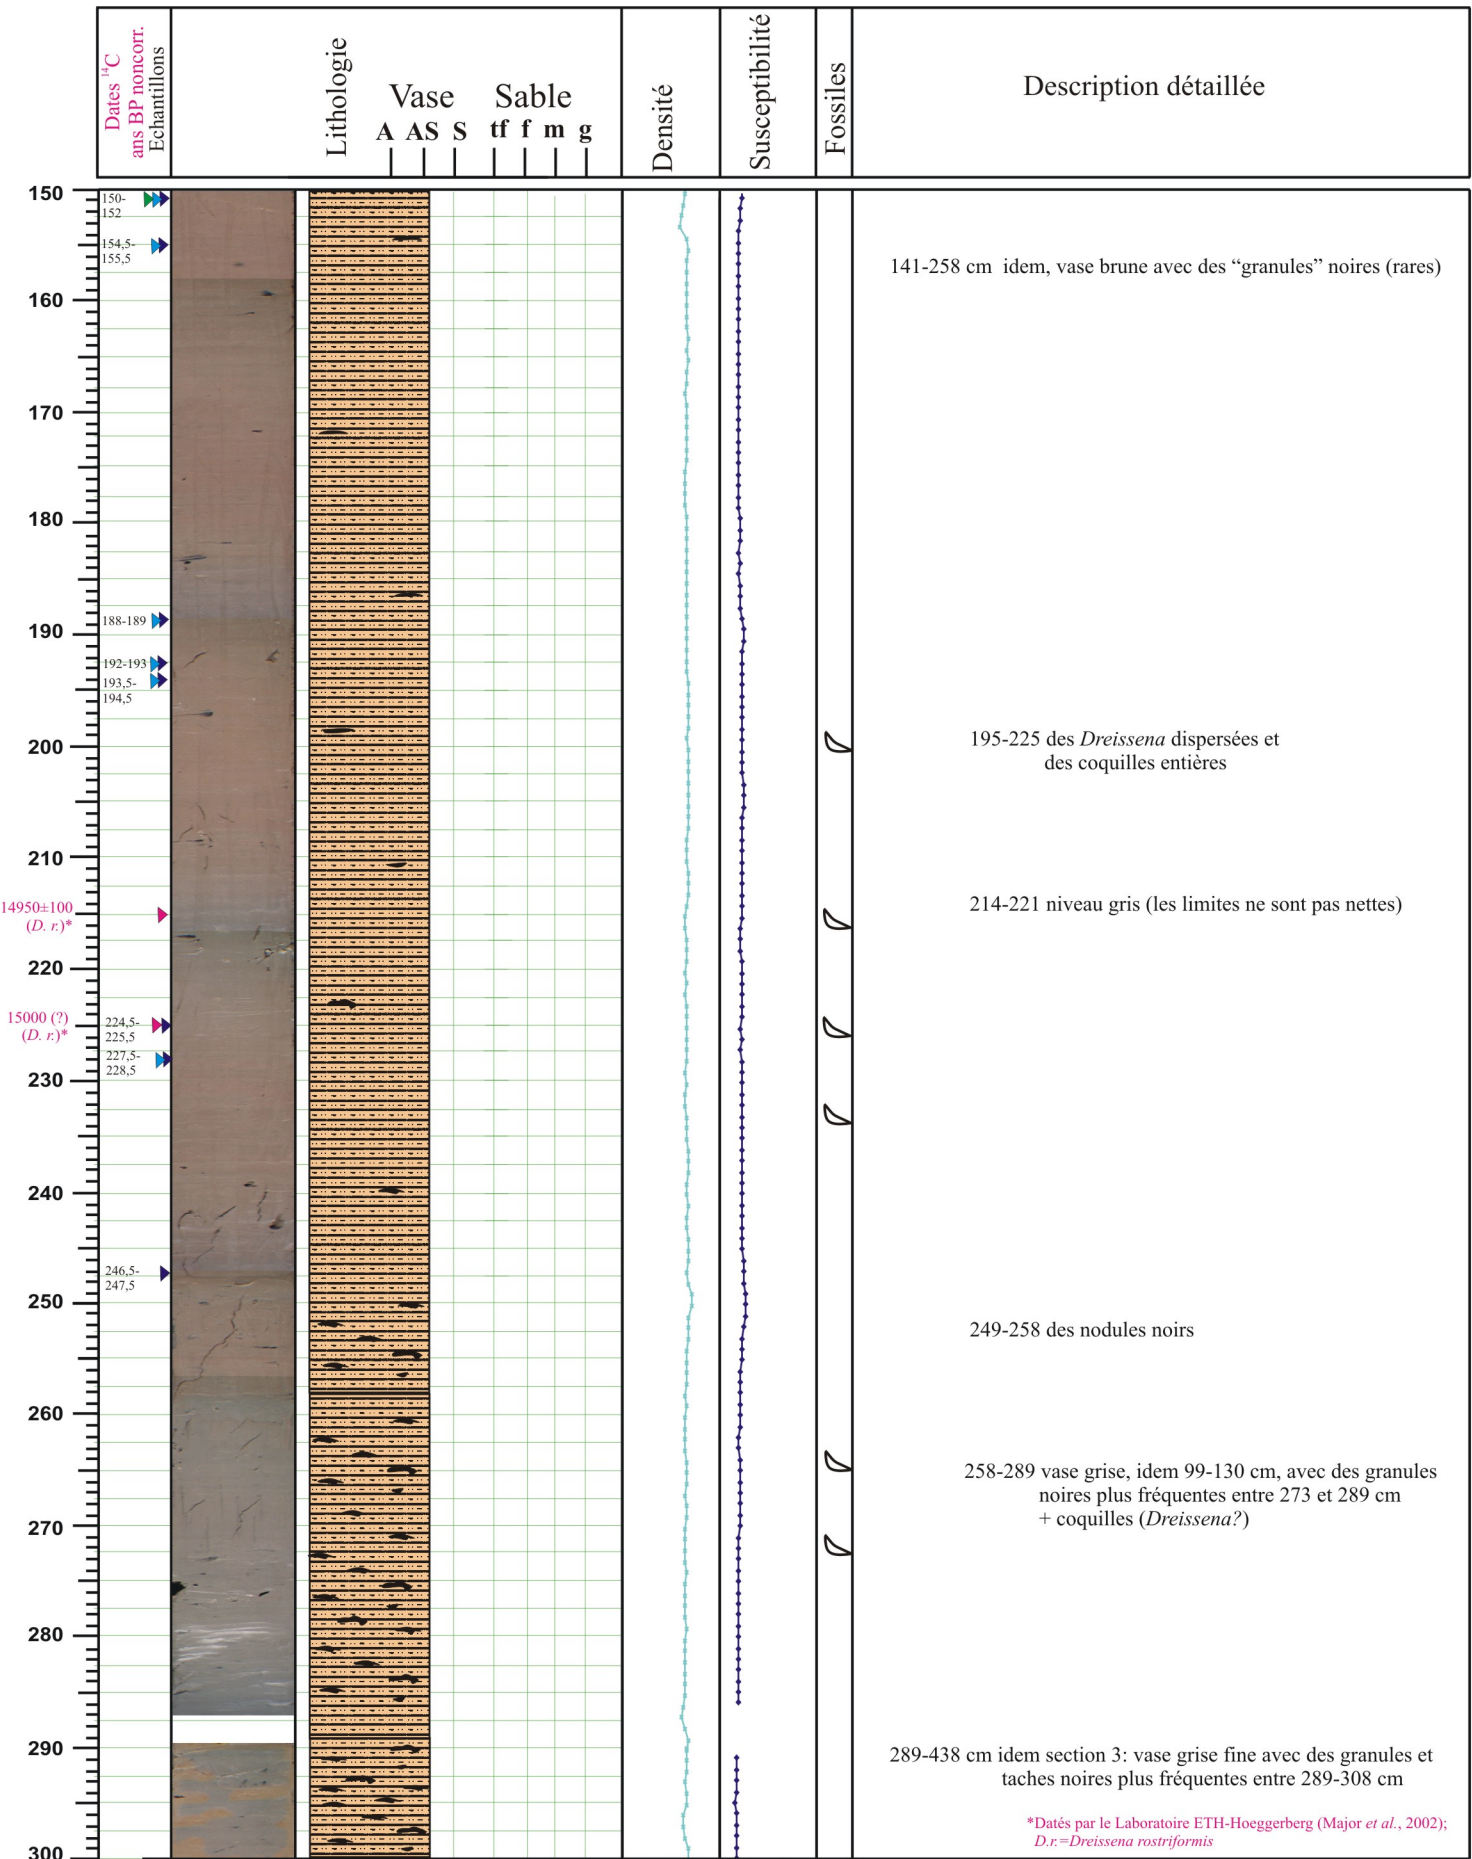 Dates 14C
ans BP noncorr.
Echantillons
Lithologie
Vase
Sable
A AS S tf f m g
Densité
Susceptibilité
Fossiles
Description détaillée
150
150-
152
154,5-
155,5
141-258 cm idem, vase brune avec des “granules” noires (rares)
160
170
180
188-189
190
192-193
193,5-
194,5
200
195-225 des Dreissena dispersées et
des coquilles entières
210
14950±100
(D. r.)*
214-221 niveau gris (les limites ne sont pas nettes)
220
15000 (?)
(D. r.)*
224,5-
225,5
227,5-
228,5
230
240
246,5-
247,5
250
249-258 des nodules noirs
260
258-289 vase grise, idem 99-130 cm, avec des granules
noires plus fréquentes entre 273 et 289 cm
+ coquilles (Dreissena?)
270
280
290
289-438 cm idem section 3: vase grise fine avec des granules et
taches noires plus fréquentes entre 289-308 cm
*Datés par le Laboratoire ETH-Hoeggerberg (Major et al., 2002);
D.r.=Dreissena rostriformis
300